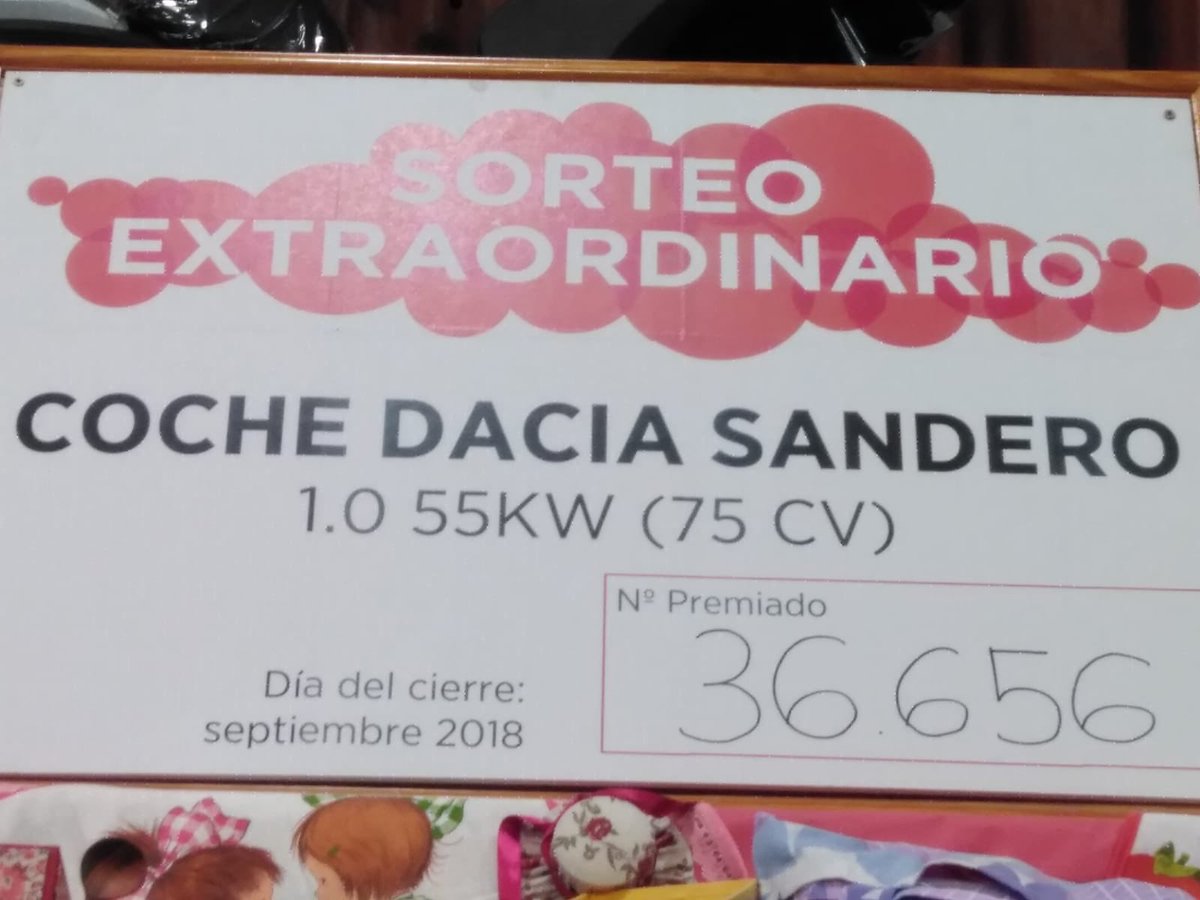 SORTEO
EXTRAORDINARIO
COCHE DACIA SANDERO
1.0 55KW (75 CV)
Nº Premiado
36.656
Día del cierre:
septiembre 2018